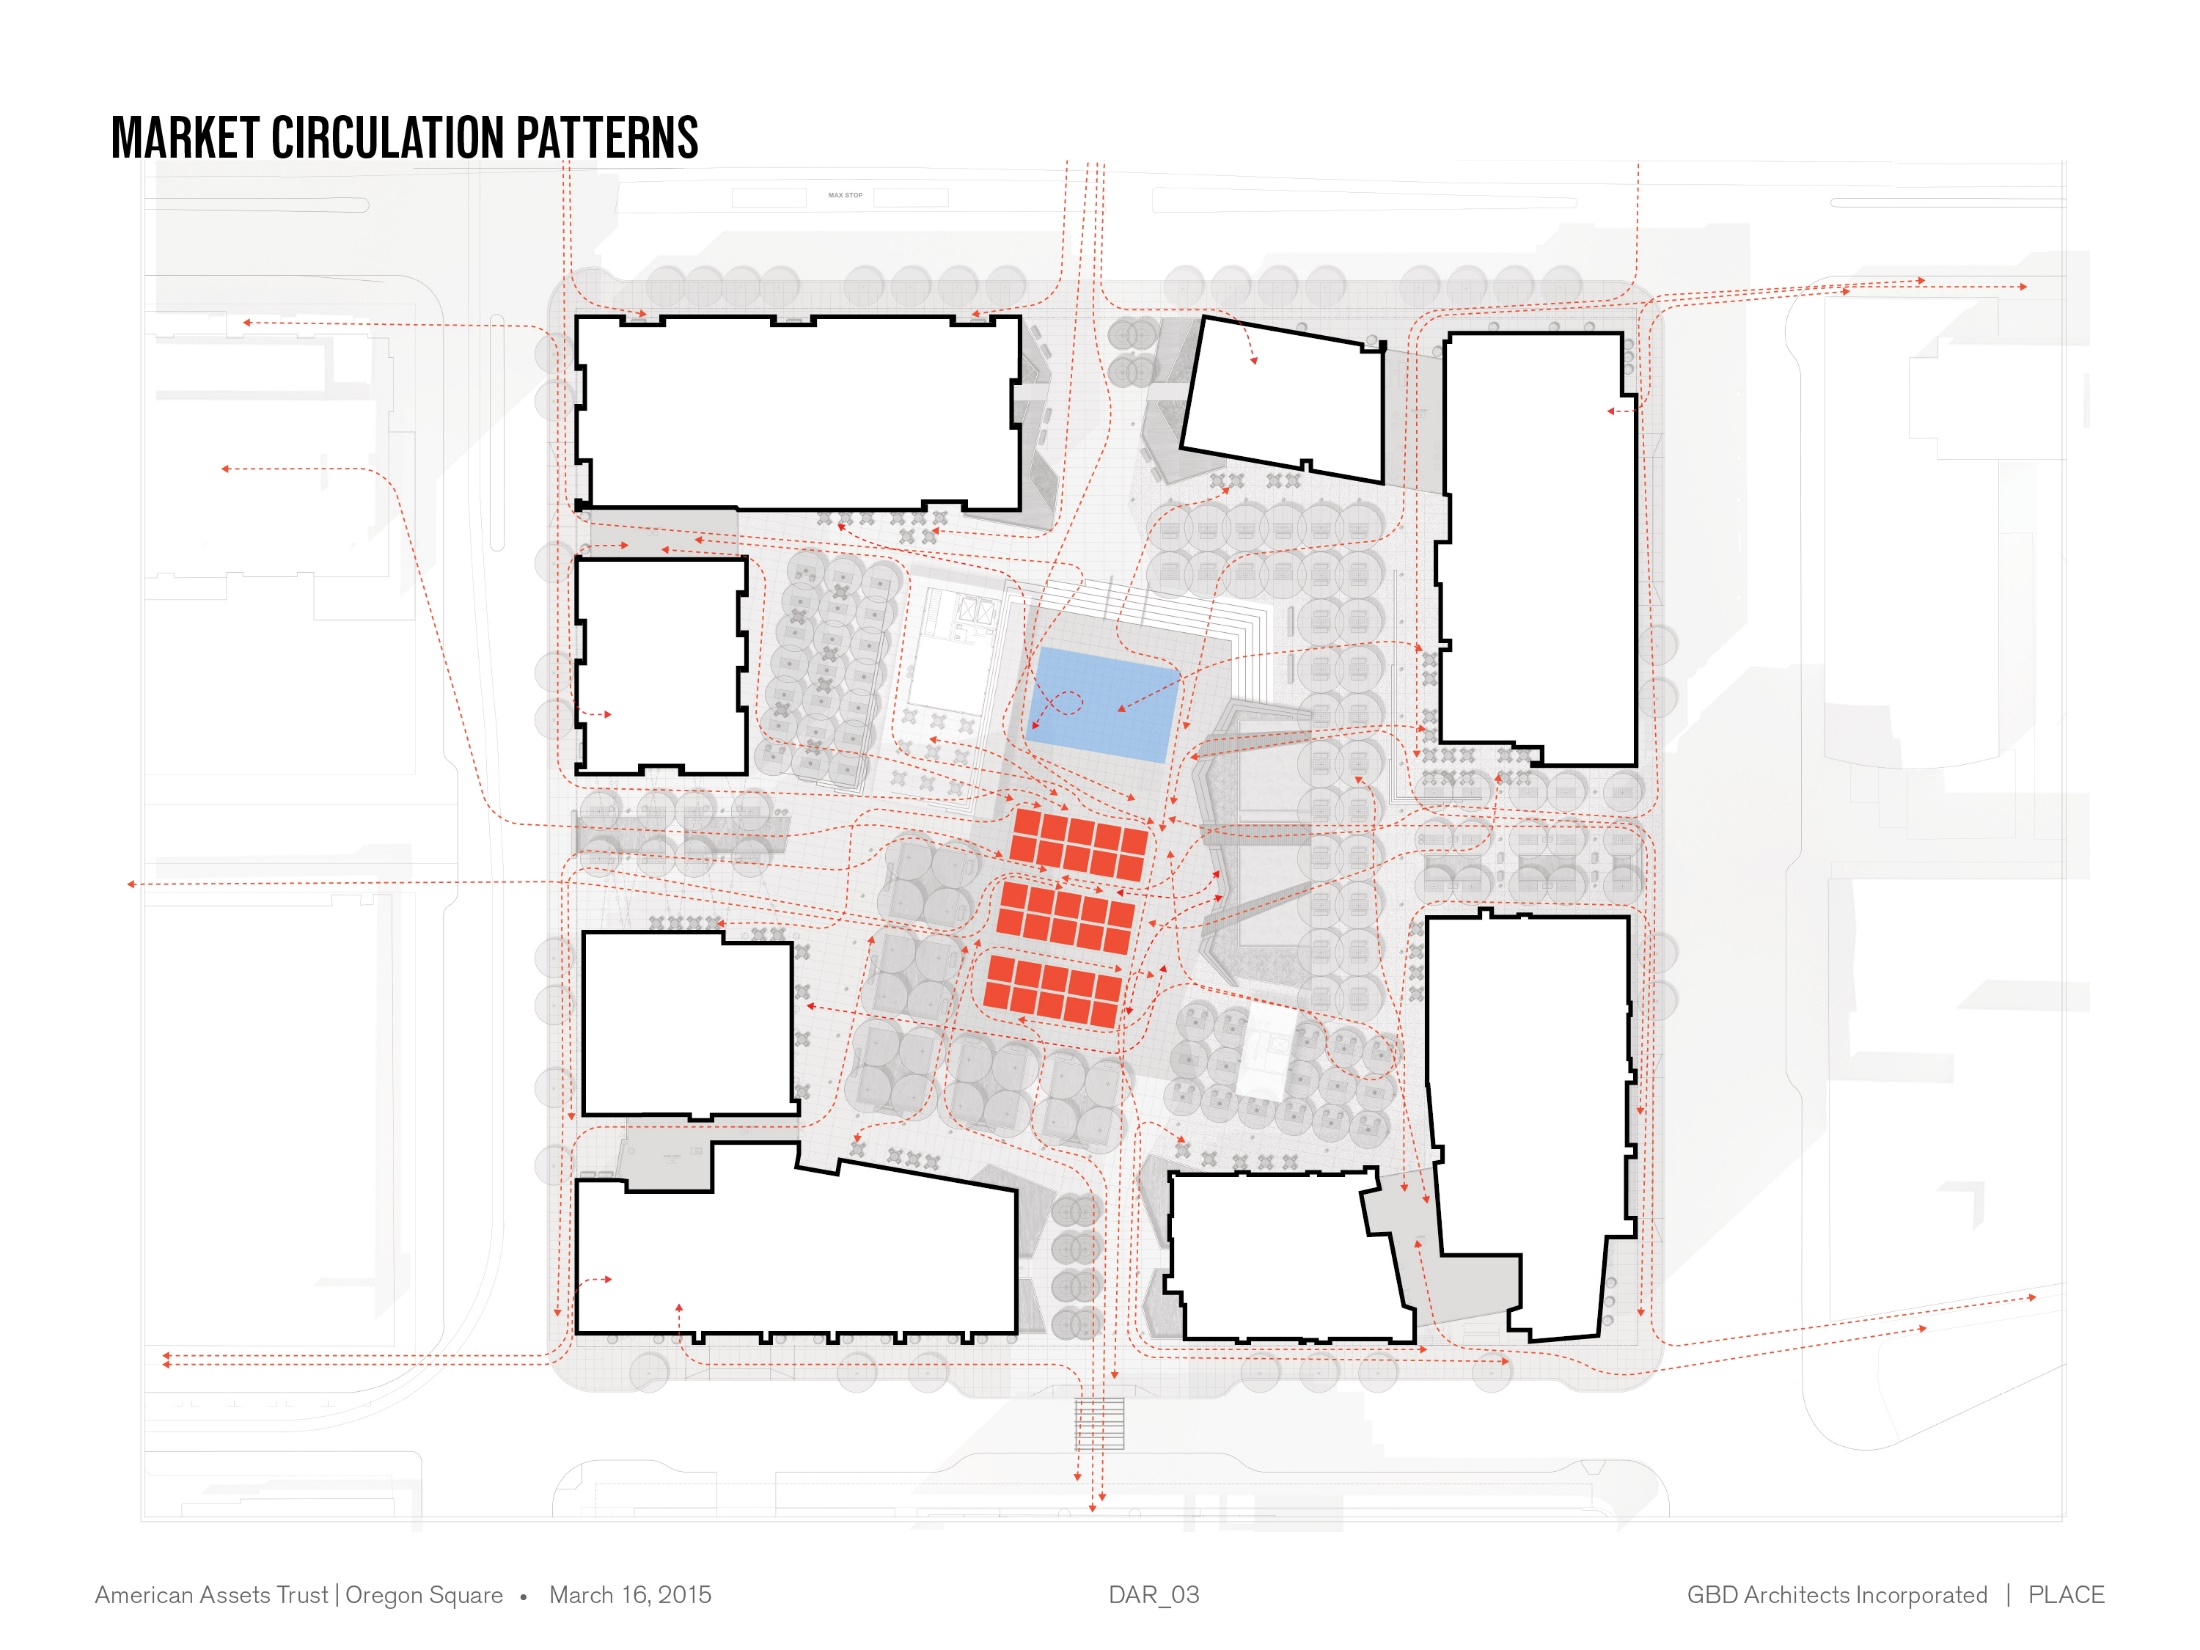 MARKET CIRCULATION PATTERNS
MAX STOP
American Assets Trust | Oregon Square • March 16, 2015
DAR_03
GBD Architects Incorporated | PLACE